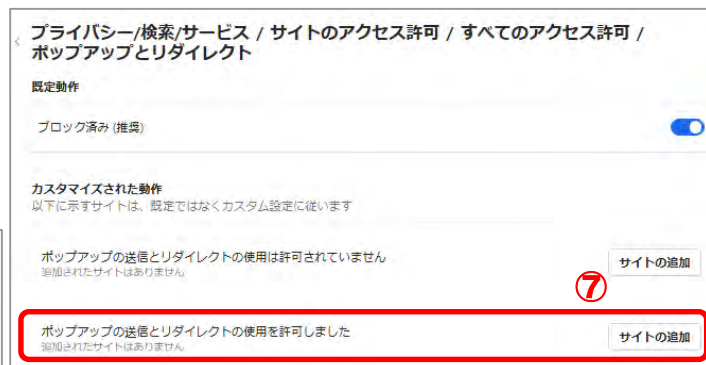 プライバシー/検索/サービス / サイトのアクセス許可 / すべてのアクセス許可 /
ポップアップとリダイレクト
既定動作
ブロック済み (推奨)
カスタマイズされた動作
以下に示すサイトは、既定ではなくカスタム設定に従います
ポップアップの送信とリダイレクトの使用は許可されていません
サイトの追加
追加されたサイトはありません
⑦
ポップアップの送信とリダイレクトの使用を許可しました
サイトの追加
追加されたサイトはありません